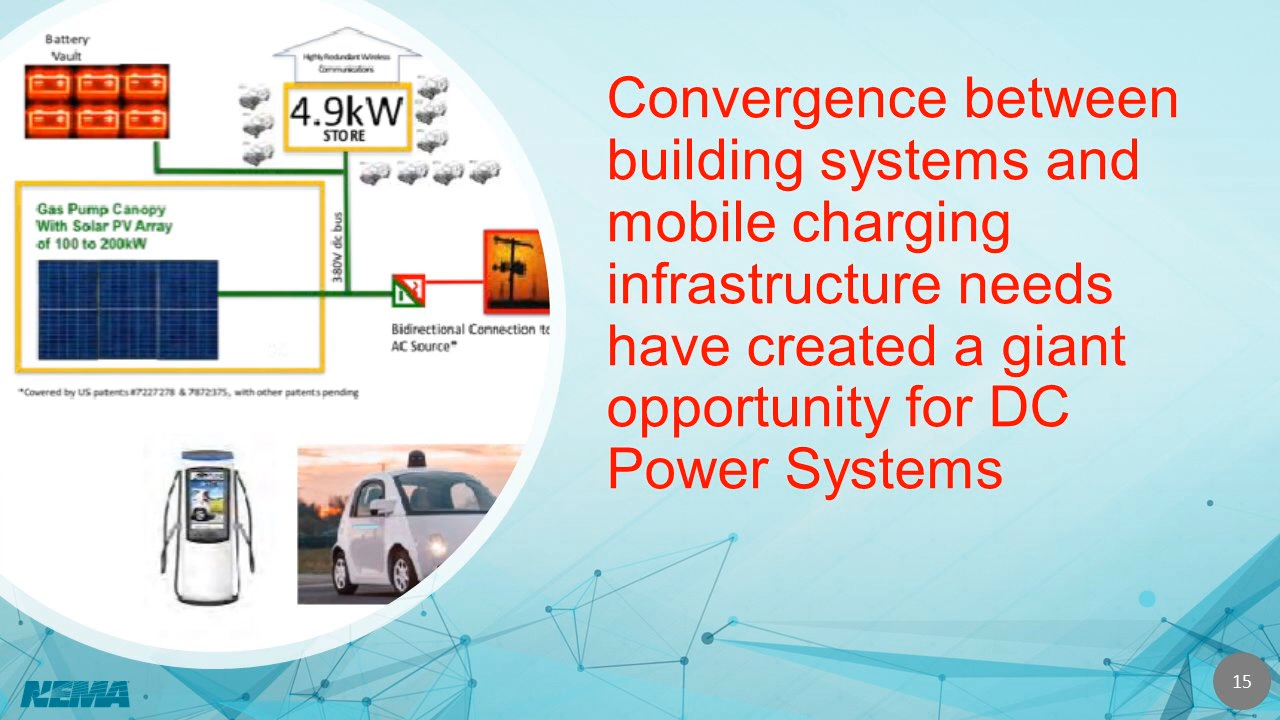 Battery
Vault
Highly Redundant Wireless
Communications
4.9kW
STORE
Gas Pump Canopy
With Solar PV Array
of 100 to 200kW
380V dc bus
Bidirectional Connection to
AC Source*
*Covered by US patents #7227278 & 7872375, with other patents pending
Convergence between
building systems and
mobile charging
infrastructure needs
have created a giant
opportunity for DC
Power Systems
NEMA
15